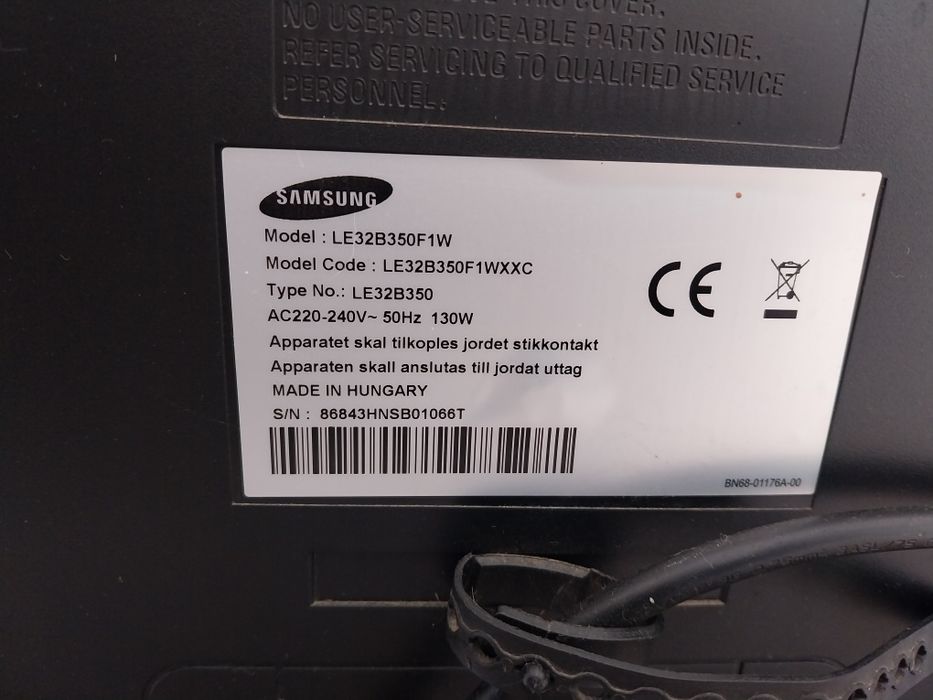 THIS COVER.
NO USER-SERVICEABLE PARTS INSIDE.
REFER SERVICING TO QUALIFIED SERVICE
PERSONNEL.
SAMSUNG
Model : LE32B350F1W
Model Code : LE32B350F1WXXC
Type No.: LE32B350
AC220-240V~ 50Hz 130W
Apparatet skal tilkoples jordet stikkontakt
Apparaten skall anslutas till jordat uttag
MADE IN HUNGARY
S/N : 86843HNSB01066T
CE
BN68-01176A-00